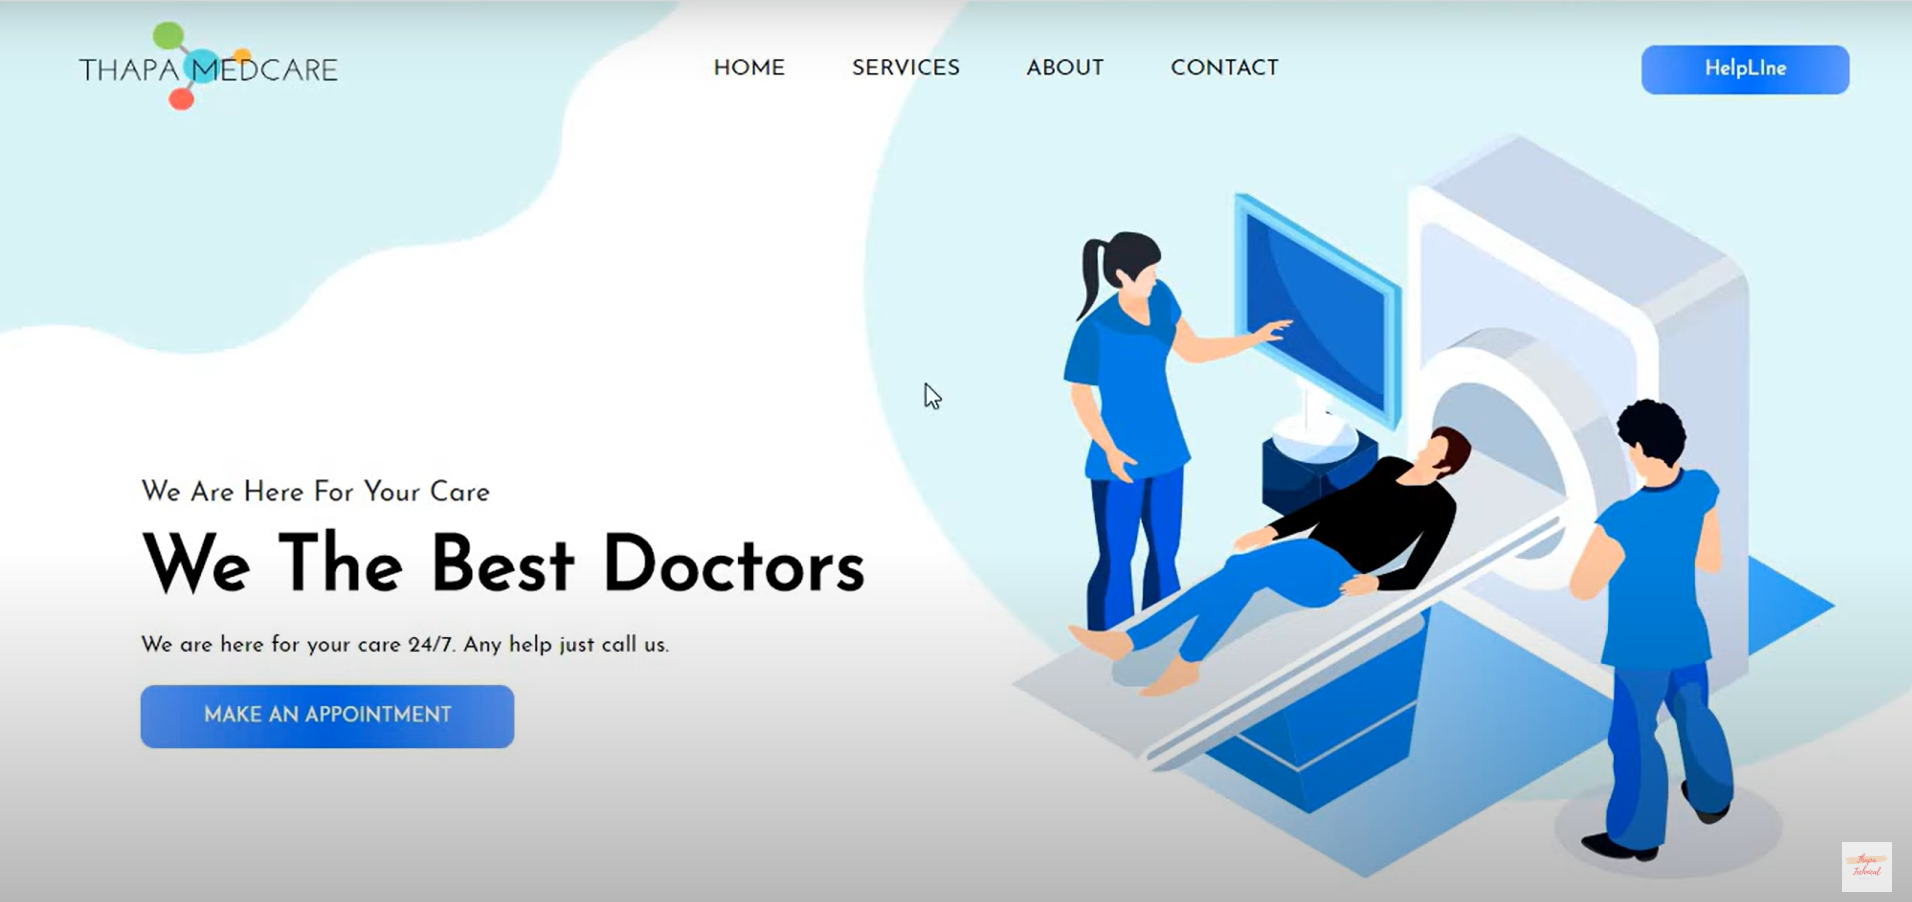 THAPA MEDCARE
HOME SERVICES ABOUT CONTACT
HelpLIne
We Are Here For Your Care
We The Best Doctors
We are here for your care 24/7. Any help just call us.
MAKE AN APPOINTMENT
Thapa
Technical